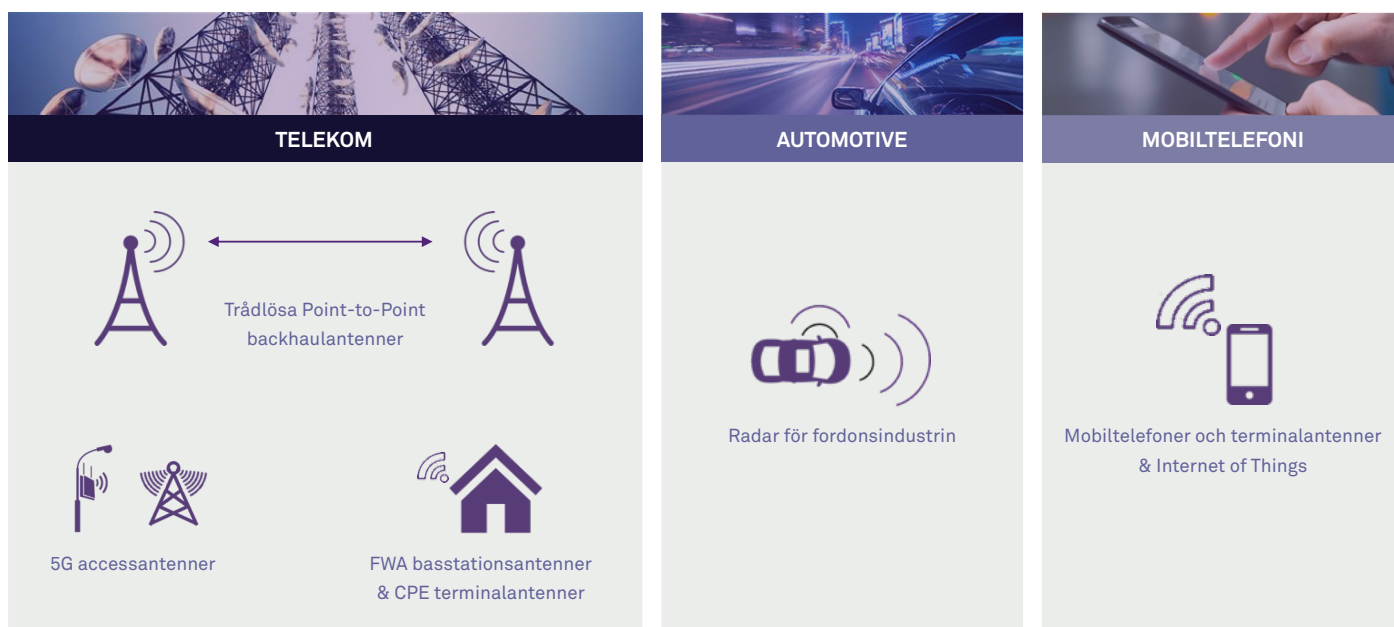 TELEKOM
Trådlösa Point-to-Point
backhaulantenner
5G accessantenner
FWA basstationsantenner
& CPE terminalantenner
AUTOMOTIVE
Radar för fordonsindustrin
MOBILTELEFONI
Mobiltelefoner och terminalantenner
& Internet of Things